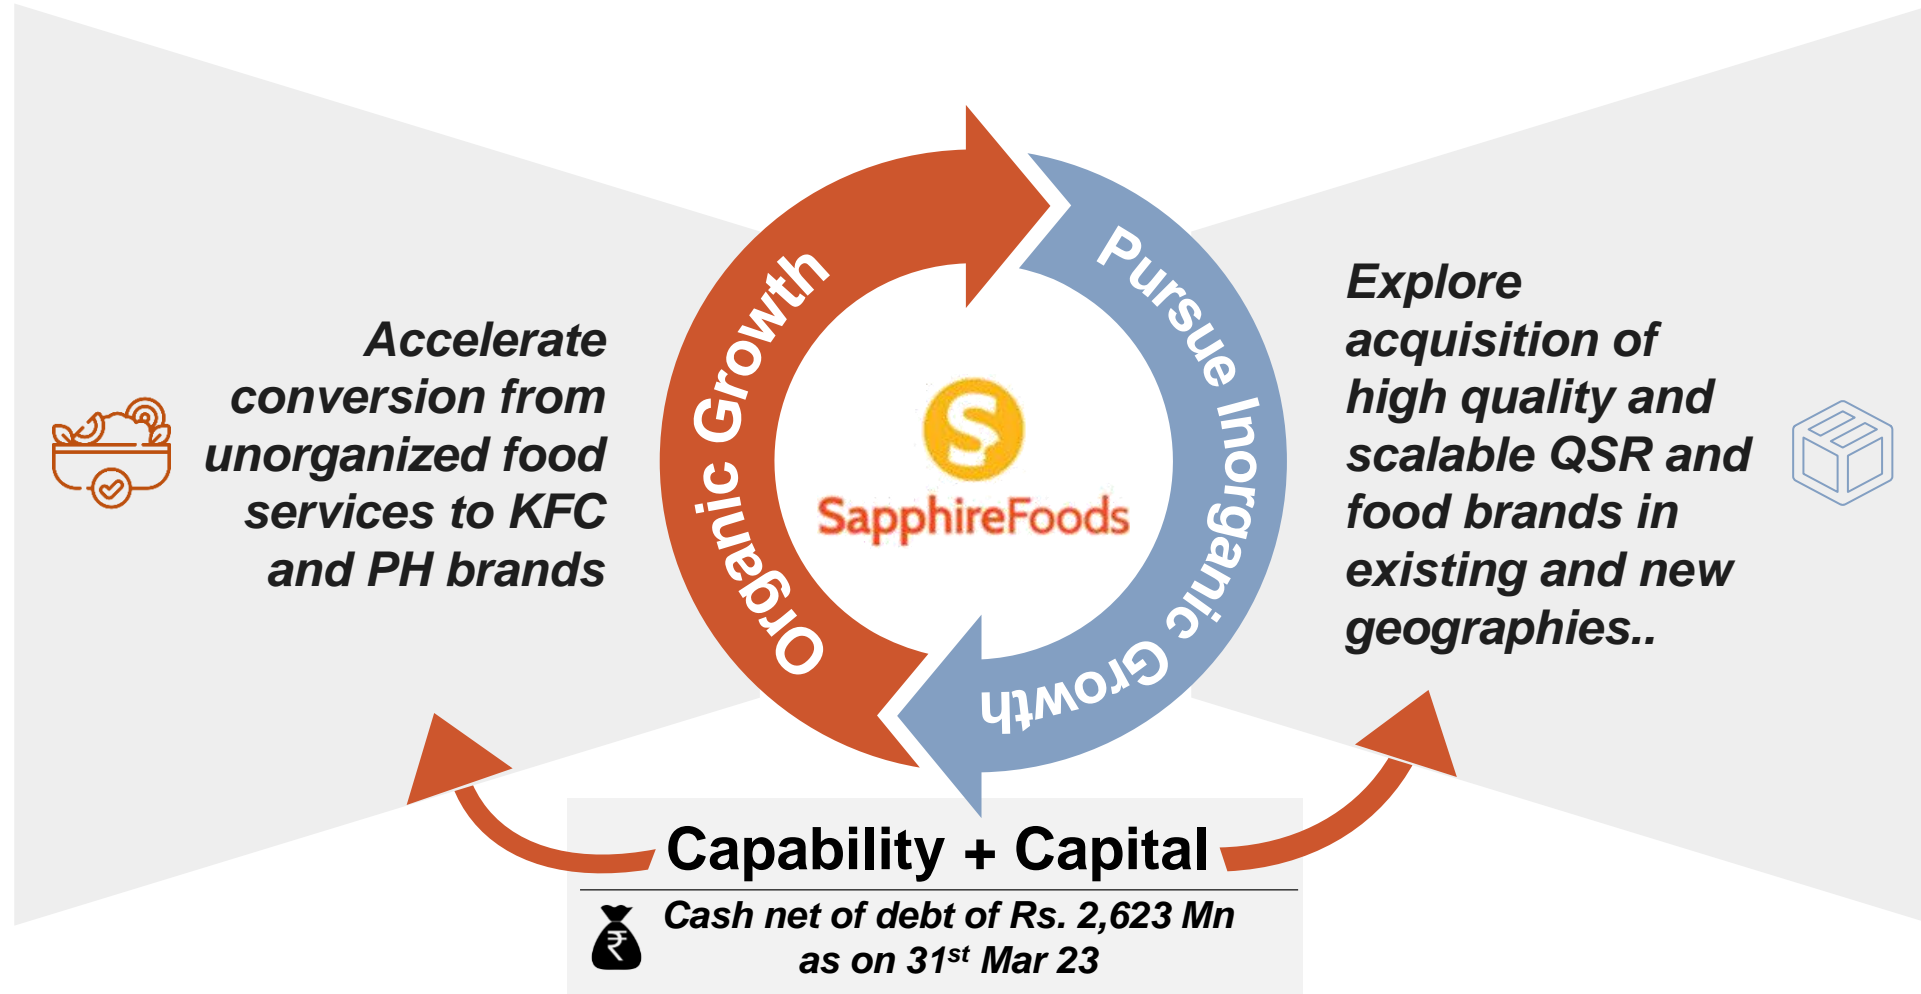 Accelerate
conversion from
unorganized food
services to KFC
and PH brands
Organic Growth
SapphireFoods
Pursue Inorganic Growth
Explore
acquisition of
high quality and
scalable QSR and
food brands in
existing and new
geographies..
Capability + Capital
₹
Cash net of debt of Rs. 2,623 Mn
as on 31st Mar 23